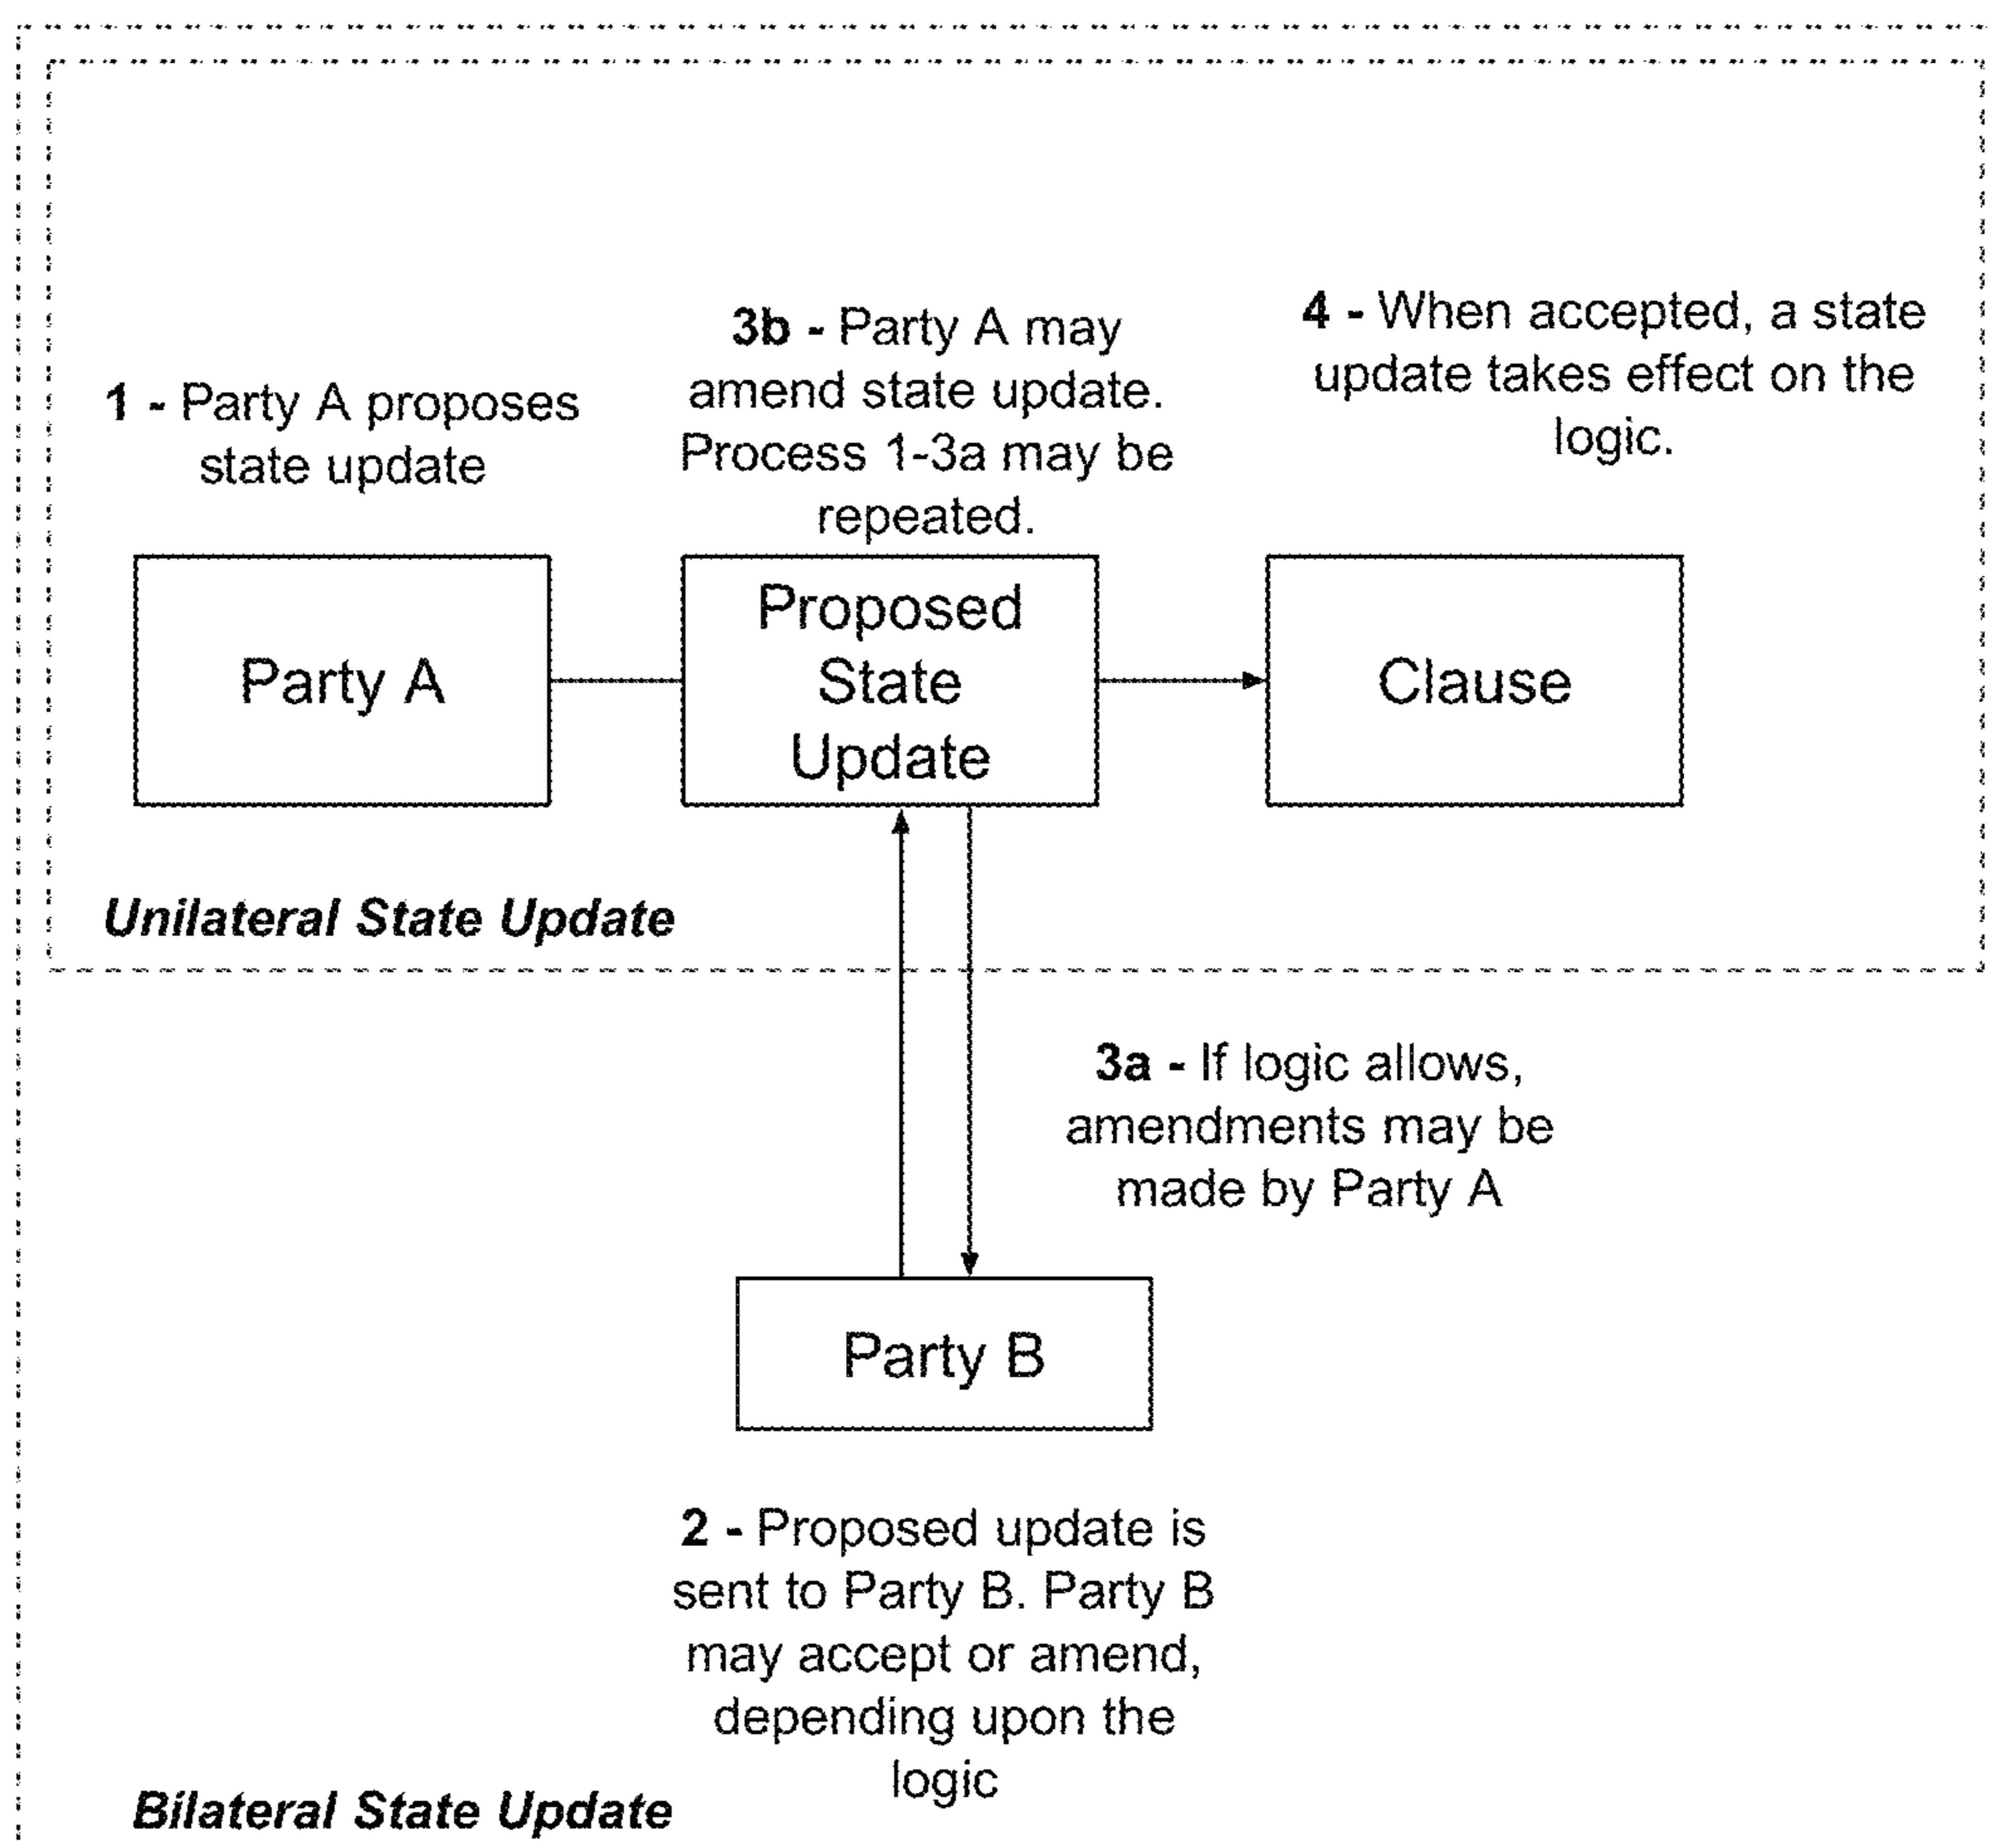 1 - Party A proposes
state update
3b - Party A may
amend state update.
Process 1-3a may be
repeated.
4 - When accepted, a state
update takes effect on the
logic.
Party A
Proposed
State
Update
Clause
Unilateral State Update
3a - If logic allows,
amendments may be
made by Party A
Party B
2 - Proposed update is
sent to Party B. Party B
may accept or amend,
depending upon the
logic
Bilateral State Update